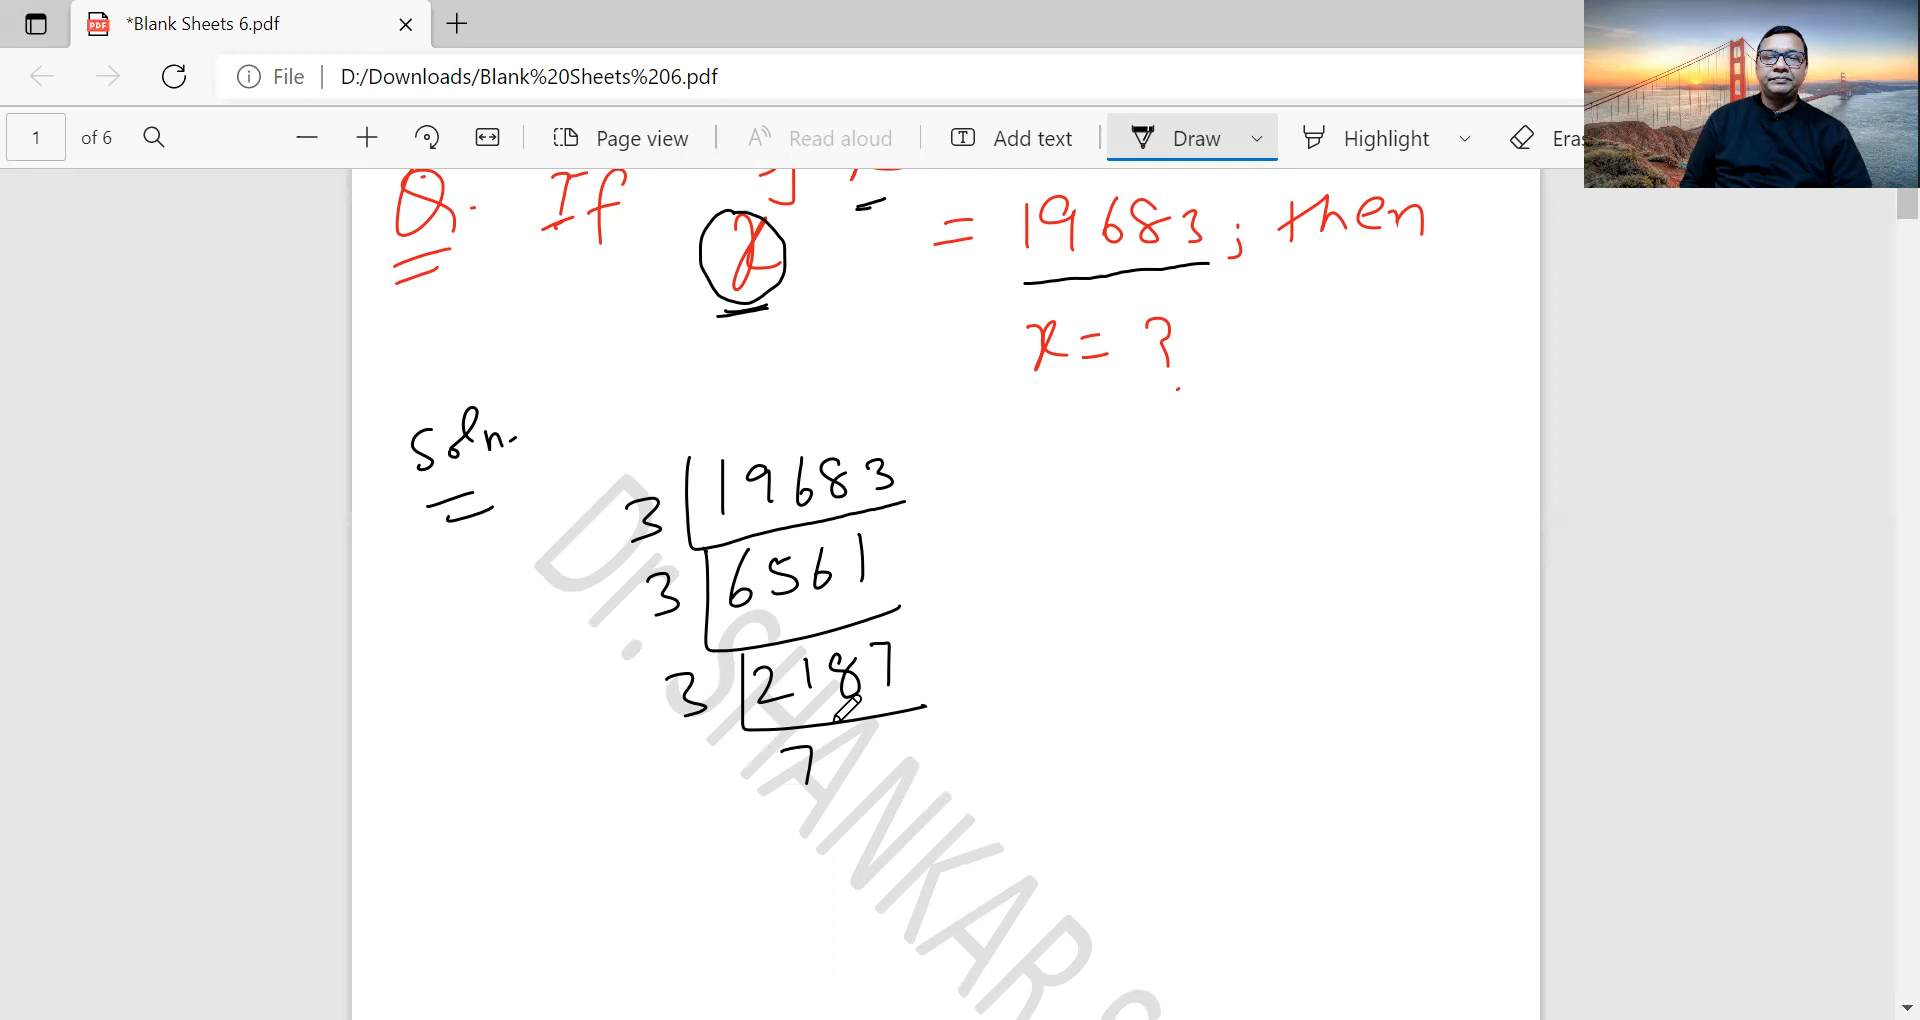 *Blank Sheets 6.pdf
File D:/Downloads/Blank%20Sheets%206.pdf
1 of 6 Page view Read aloud Add text Draw Highlight
Q. If x = 19683; then
x = ?
Soln.
3 19683
3 6561
3 2187
7
Dr. SHANKAR